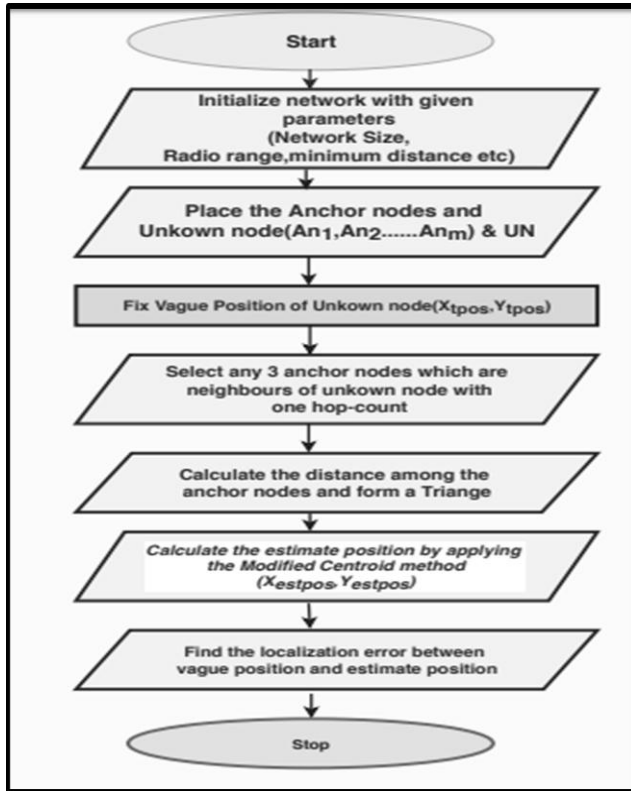 Start
Initialize network with given
parameters
(Network Size,
Radio range,minimum distance etc)
Place the Anchor nodes and
Unkown node(An1,An2......Anm) & UN
Fix Vague Position of Unkown node(Xtpos,Ytpos)
Select any 3 anchor nodes which are
neighbours of unkown node with
one hop-count
Calculate the distance among the
anchor nodes and form a Triange
Calculate the estimate position by applying
the Modified Centroid method
(Xestpos,Yestpos)
Find the localization error between
vague position and estimate position
Stop